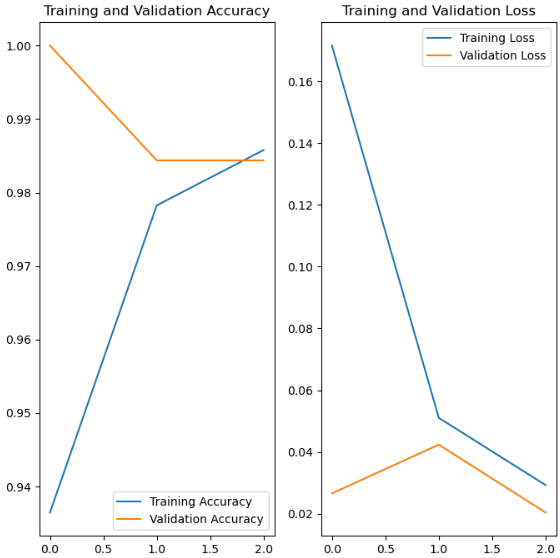 Training and Validation Accuracy
1.00
0.99
0.98
0.97
0.96
0.95
0.94
0.0 0.5 1.0 1.5 2.0
Training Accuracy
Validation Accuracy
Training and Validation Loss
0.16
0.14
0.12
0.10
0.08
0.06
0.04
0.02
0.0 0.5 1.0 1.5 2.0
Training Loss
Validation Loss